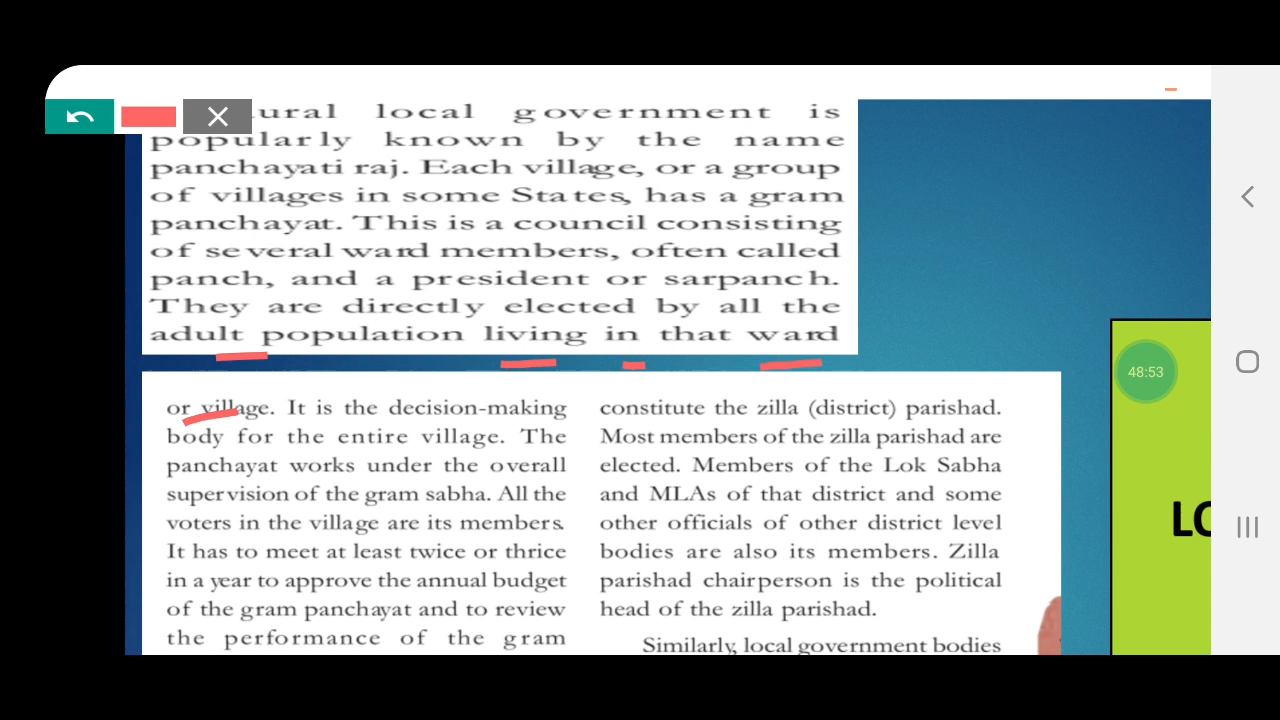 ural local government is
popularly known by the name
panchayati raj. Each village, or a group
of villages in some States, has a gram
panchayat. This is a council consisting
of several ward members, often called
panch, and a president or sarpanch.
They are directly elected by all the
adult population living in that ward
or village. It is the decision-making
body for the entire village. The
panchayat works under the overall
supervision of the gram sabha. All the
voters in the village are its members.
It has to meet at least twice or thrice
in a year to approve the annual budget
of the gram panchayat and to review
the performance of the gram
constitute the zilla (district) parishad.
Most members of the zilla parishad are
elected. Members of the Lok Sabha
and MLAs of that district and some
other officials of other district level
bodies are also its members. Zilla
parishad chairperson is the political
head of the zilla parishad.
Similarly, local government bodies
48:53
LO